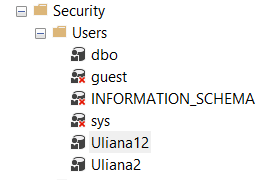 Security
Users
dbo
guest
INFORMATION_SCHEMA
sys
Uliana12
Uliana2